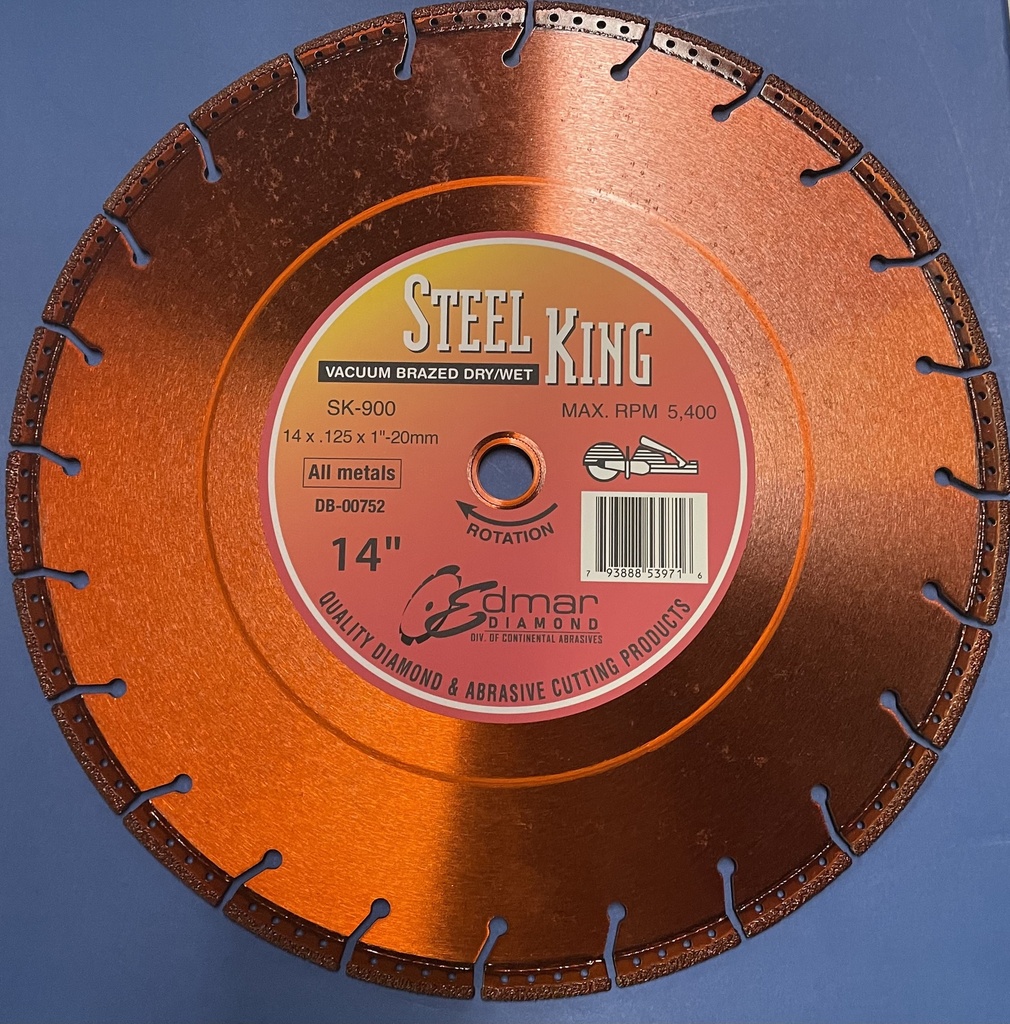 STEEL KING
VACUUM BRAZED DRY/WET
SK-900
MAX. RPM 5,400
14 x .125 x 1"-20mm
All metals
DB-00752
ROTATION
14"
7 93888 53971 6
Edmar
DIAMOND
DIV. OF CONTINENTAL ABRASIVES
QUALITY DIAMOND & ABRASIVE CUTTING PRODUCTS